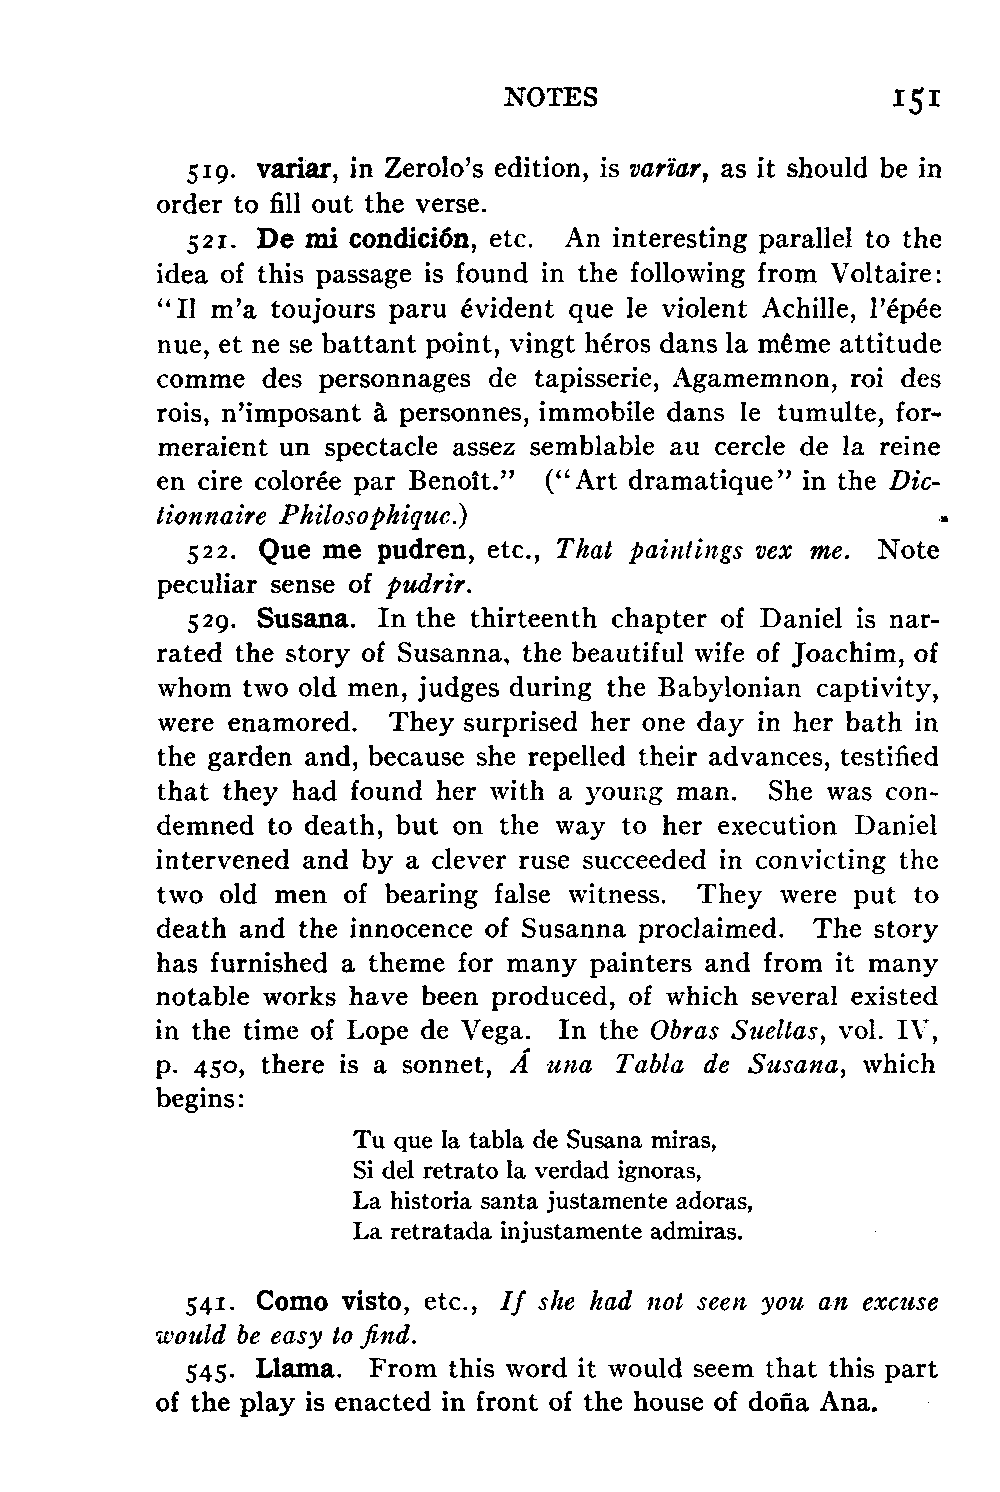 NOTES 151
519. variar, in Zerolo's edition, is varïar, as it should be in
order to fill out the verse.
521. De mi condición, etc. An interesting parallel to the
idea of this passage is found in the following from Voltaire:
"Il m'a toujours paru évident que le violent Achille, l'épée
nue, et ne se battant point, vingt héros dans la même attitude
comme des personnages de tapisserie, Agamemnon, roi des
rois, n'imposant à personnes, immobile dans le tumulte, for-
meraient un spectacle assez semblable au cercle de la reine
en cire colorée par Benoît." ("Art dramatique" in the Dic-
tionnaire Philosophique.)
522. Que me pudren, etc., That paintings vex me. Note
peculiar sense of pudrir.
529. Susana. In the thirteenth chapter of Daniel is nar-
rated the story of Susanna, the beautiful wife of Joachim, of
whom two old men, judges during the Babylonian captivity,
were enamored. They surprised her one day in her bath in
the garden and, because she repelled their advances, testified
that they had found her with a young man. She was con-
demned to death, but on the way to her execution Daniel
intervened and by a clever ruse succeeded in convicting the
two old men of bearing false witness. They were put to
death and the innocence of Susanna proclaimed. The story
has furnished a theme for many painters and from it many
notable works have been produced, of which several existed
in the time of Lope de Vega. In the Obras Sueltas, vol. IV,
p. 450, there is a sonnet, Á una Tabla de Susana, which
begins:
Tu que la tabla de Susana miras,
Si del retrato la verdad ignoras,
La historia santa justamente adoras,
La retratada injustamente admiras.
541. Como visto, etc., If she had not seen you an excuse
would be easy to find.
545. Llama. From this word it would seem that this part
of the play is enacted in front of the house of doña Ana.